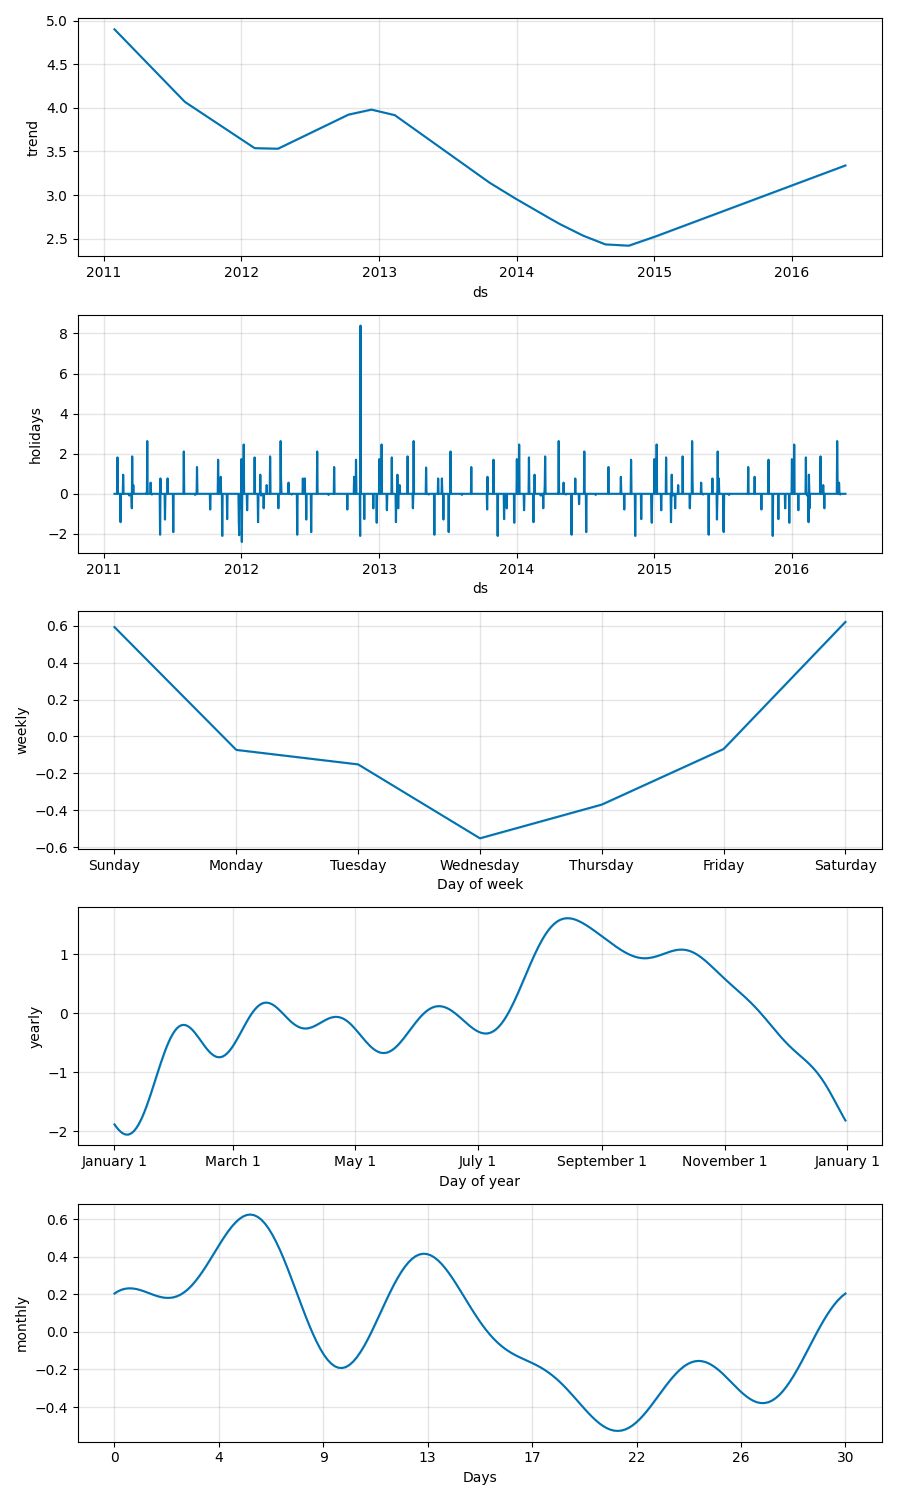 5.0
4.5
4.0
3.5
3.0
2.5
trend
2011 2012 2013 2014 2015 2016
ds
8
6
4
2
0
−2
holidays
2011 2012 2013 2014 2015 2016
ds
0.6
0.4
0.2
0.0
−0.2
−0.4
−0.6
weekly
Sunday Monday Tuesday Wednesday Thursday Friday Saturday
Day of week
1
0
−1
−2
yearly
January 1 March 1 May 1 July 1 September 1 November 1 January 1
Day of year
0.6
0.4
0.2
0.0
−0.2
−0.4
monthly
0 4 9 13 17 22 26 30
Days